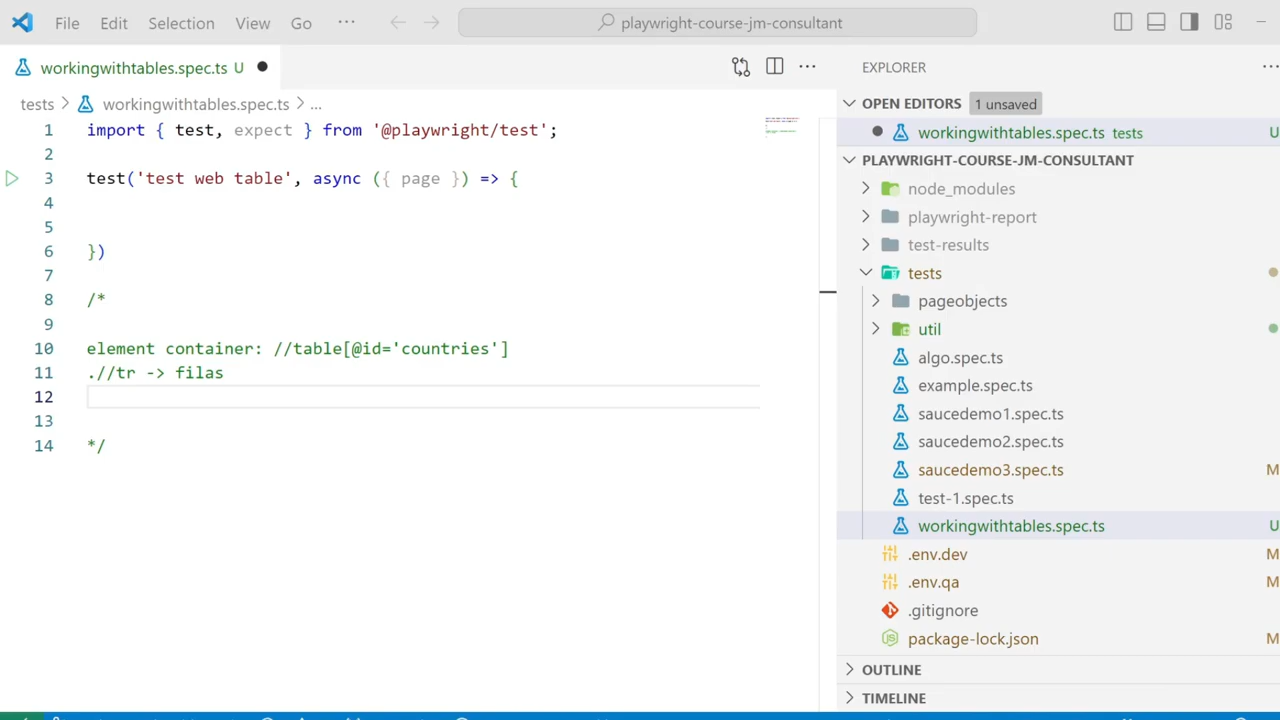 File Edit Selection View Go ··· playwright-course-jm-consultant
workingwithtables.spec.ts U
tests > workingwithtables.spec.ts > ...
1 import { test, expect } from '@playwright/test';
2
3 test('test web table', async ({ page }) => {
4
5
6 })
7
8 /*
9
10 element container: //table[@id='countries']
11 .//tr -> filas
12
13
14 */
EXPLORER
OPEN EDITORS 1 unsaved
workingwithtables.spec.ts tests U
PLAYWRIGHT-COURSE-JM-CONSULTANT
node_modules
playwright-report
test-results
tests
pageobjects
util
algo.spec.ts
example.spec.ts
saucedemo1.spec.ts
saucedemo2.spec.ts
saucedemo3.spec.ts M
test-1.spec.ts
workingwithtables.spec.ts U
.env.dev M
.env.qa M
.gitignore
package-lock.json M
OUTLINE
TIMELINE